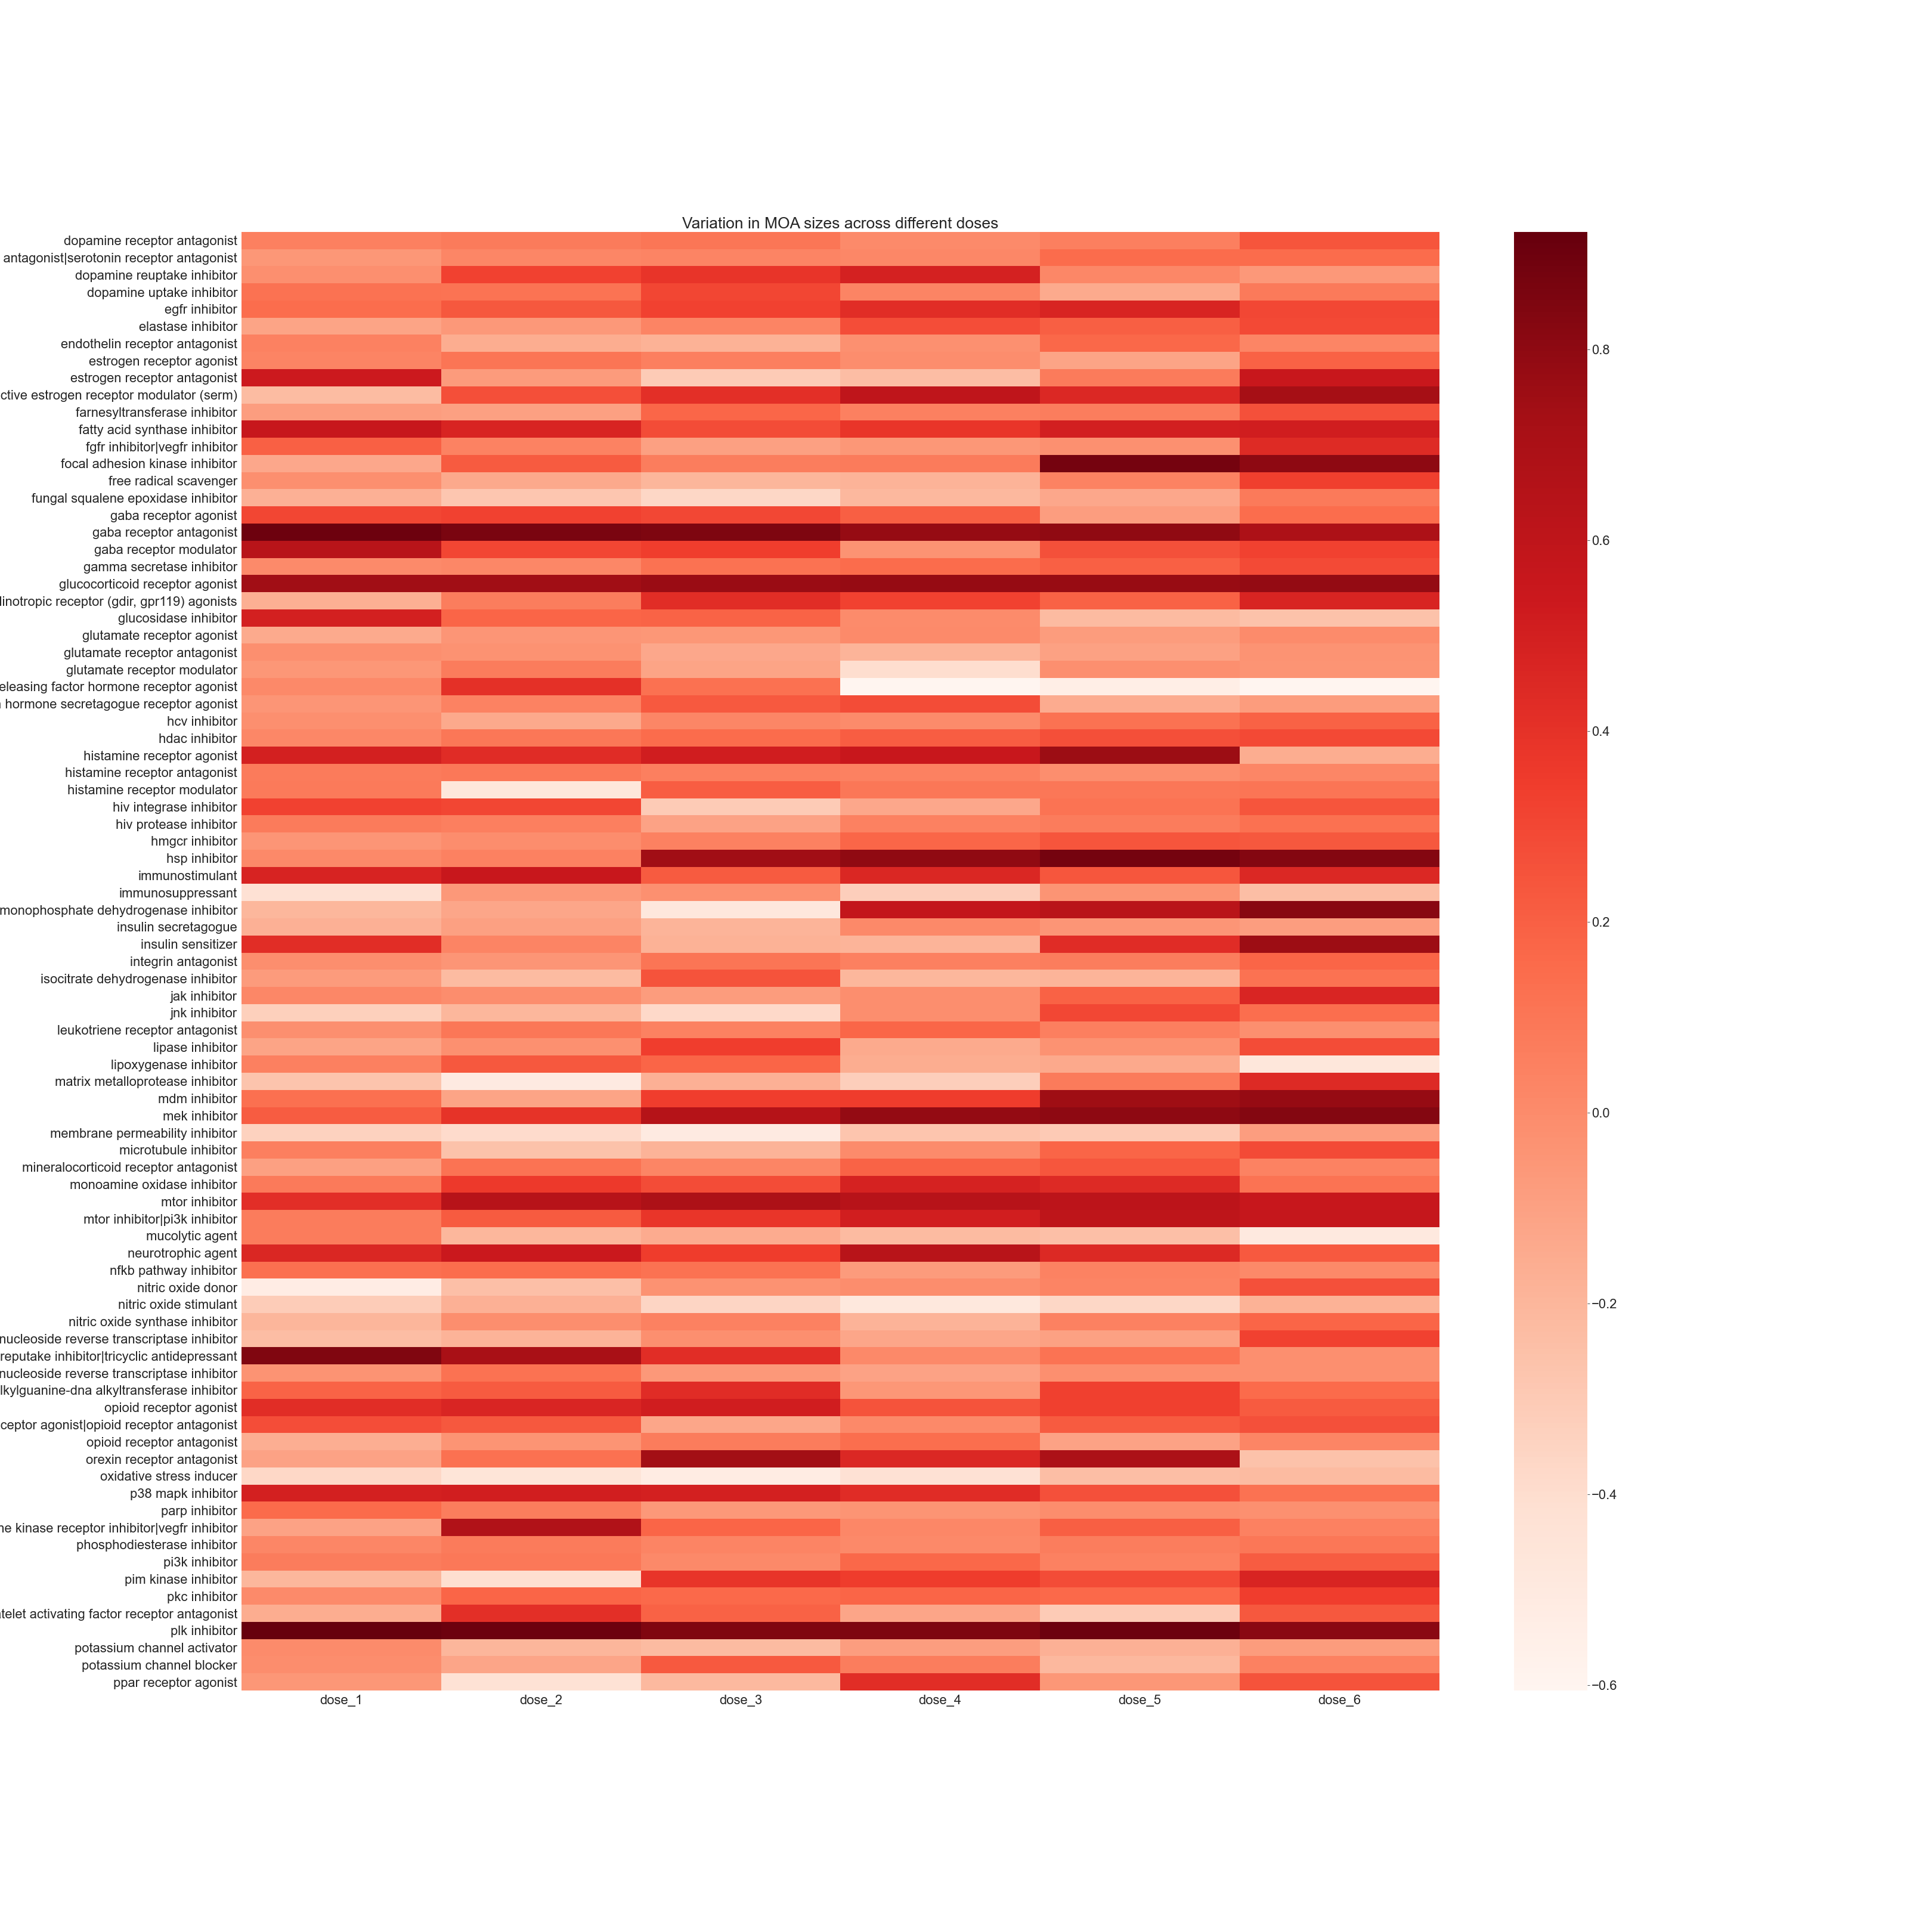 Variation in MOA sizes across different doses
dopamine receptor antagonist
antagonist|serotonin receptor antagonist
dopamine reuptake inhibitor
dopamine uptake inhibitor
egfr inhibitor
elastase inhibitor
endothelin receptor antagonist
estrogen receptor agonist
estrogen receptor antagonist
ctive estrogen receptor modulator (serm)
farnesyltransferase inhibitor
fatty acid synthase inhibitor
fgfr inhibitor|vegfr inhibitor
focal adhesion kinase inhibitor
free radical scavenger
fungal squalene epoxidase inhibitor
gaba receptor agonist
gaba receptor antagonist
gaba receptor modulator
gamma secretase inhibitor
glucocorticoid receptor agonist
linotropic receptor (gdir, gpr119) agonists
glucosidase inhibitor
glutamate receptor agonist
glutamate receptor antagonist
glutamate receptor modulator
eleasing factor hormone receptor agonist
hormone secretagogue receptor agonist
hcv inhibitor
hdac inhibitor
histamine receptor agonist
histamine receptor antagonist
histamine receptor modulator
hiv integrase inhibitor
hiv protease inhibitor
hmgcr inhibitor
hsp inhibitor
immunostimulant
immunosuppressant
monophosphate dehydrogenase inhibitor
insulin secretagogue
insulin sensitizer
integrin antagonist
isocitrate dehydrogenase inhibitor
jak inhibitor
jnk inhibitor
leukotriene receptor antagonist
lipase inhibitor
lipoxygenase inhibitor
matrix metalloprotease inhibitor
mdm inhibitor
mek inhibitor
membrane permeability inhibitor
microtubule inhibitor
mineralocorticoid receptor antagonist
monoamine oxidase inhibitor
mtor inhibitor
mtor inhibitor|pi3k inhibitor
mucolytic agent
neurotrophic agent
nfkb pathway inhibitor
nitric oxide donor
nitric oxide stimulant
nitric oxide synthase inhibitor
nucleoside reverse transcriptase inhibitor
reputake inhibitor|tricyclic antidepressant
nucleoside reverse transcriptase inhibitor
lkylguanine-dna alkyltransferase inhibitor
opioid receptor agonist
ceptor agonist|opioid receptor antagonist
opioid receptor antagonist
orexin receptor antagonist
oxidative stress inducer
p38 mapk inhibitor
parp inhibitor
ne kinase receptor inhibitor|vegfr inhibitor
phosphodiesterase inhibitor
pi3k inhibitor
pim kinase inhibitor
pkc inhibitor
telet activating factor receptor antagonist
plk inhibitor
potassium channel activator
potassium channel blocker
ppar receptor agonist
dose_1 dose_2 dose_3 dose_4 dose_5 dose_6
0.8
0.6
0.4
0.2
0.0
−0.2
−0.4
−0.6